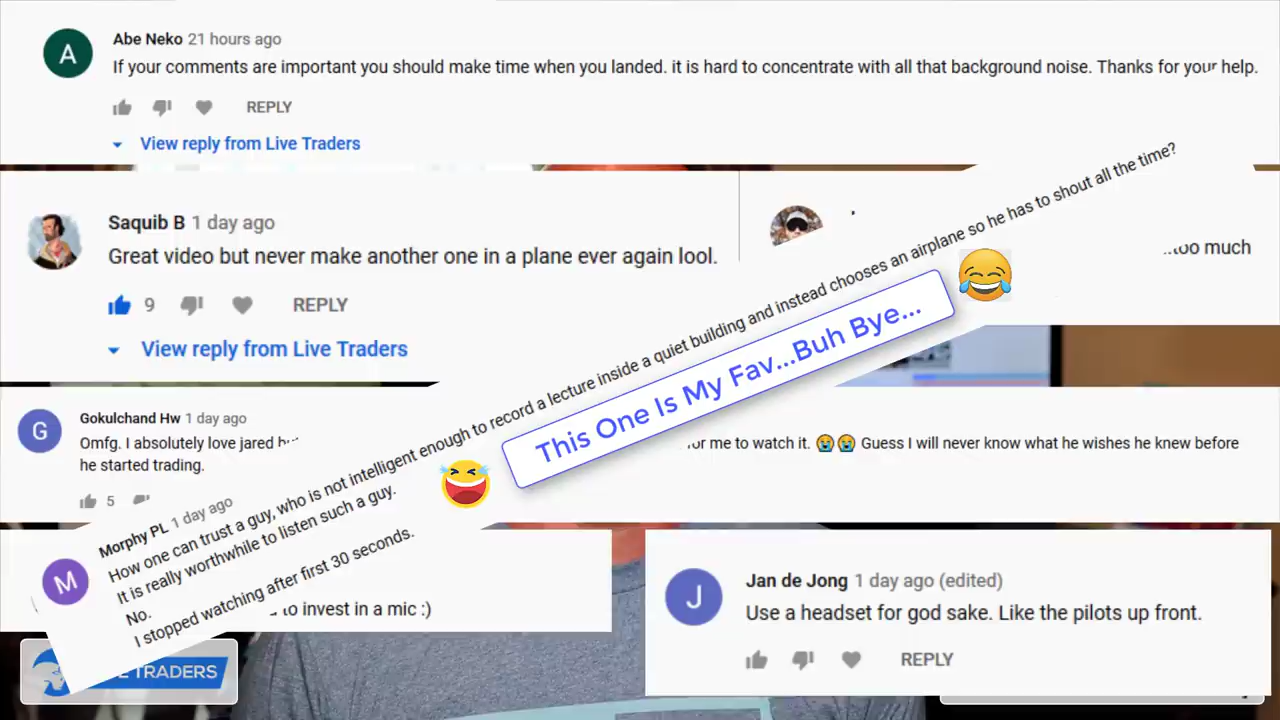 Abe Neko 21 hours ago
If your comments are important you should make time when you landed. it is hard to concentrate with all that background noise. Thanks for your help.
REPLY
View reply from Live Traders
Saquib B 1 day ago
Great video but never make another one in a plane ever again lool.
9 REPLY
View reply from Live Traders
too much
Gokulchand Hw 1 day ago
Omfg. I absolutely love jared
for me to watch it. 😭😭 Guess I will never know what he wishes he knew before
he started trading.
5
Morphy PL 1 day ago
How one can trust a guy, who is not intelligent enough to record a lecture inside a quiet building and instead chooses an airplane so he has to shout all the time?
It is really worthwhile to listen such a guy.
No.
I stopped watching after first 30 seconds.
😂
This One Is My Fav...Buh Bye...
😆
to invest in a mic :)
Jan de Jong 1 day ago (edited)
Use a headset for god sake. Like the pilots up front.
REPLY
TRADERS